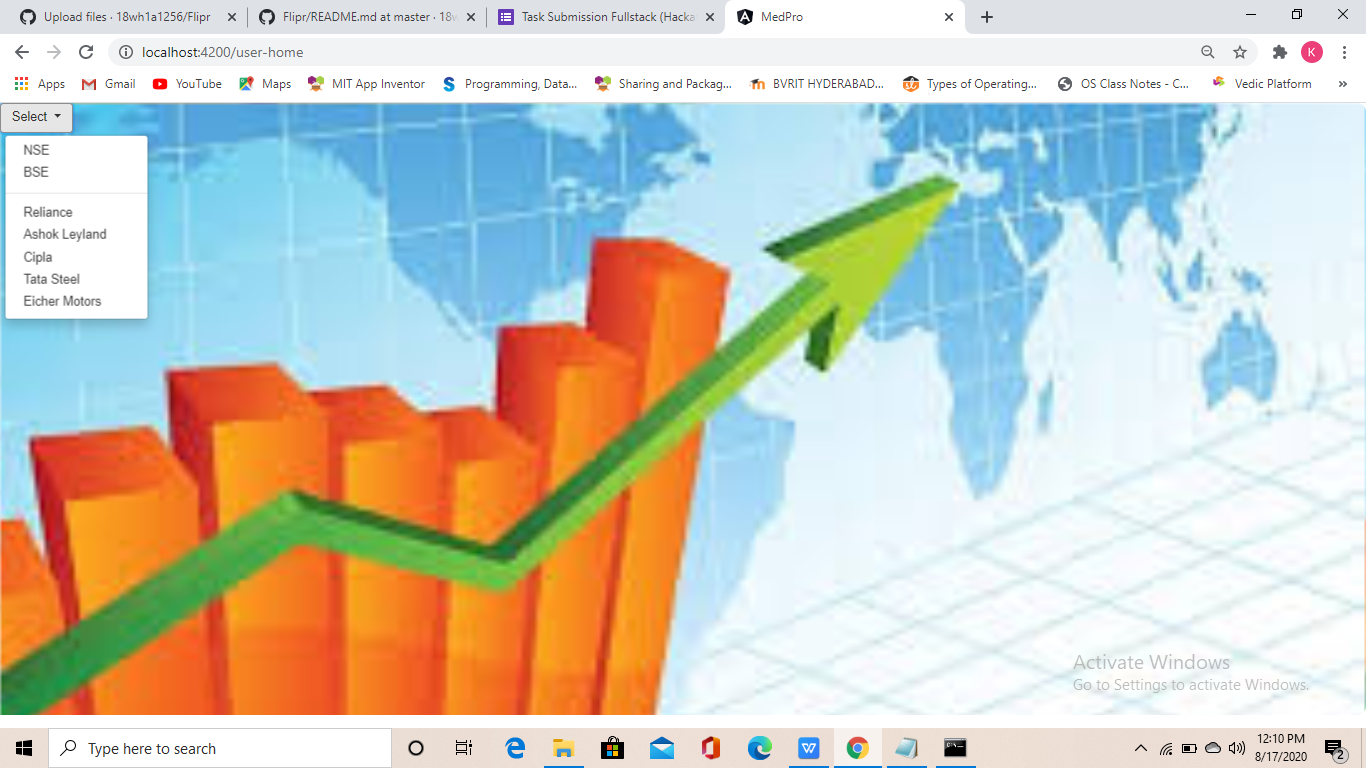 Upload files · 18wh1a1256/Flipr
Flipr/README.md at master · 18w
Task Submission Fullstack (Hacka
MedPro
localhost:4200/user-home
K
Apps
Gmail
YouTube
Maps
MIT App Inventor
Programming, Data...
Sharing and Packag...
BVRIT HYDERABAD...
Types of Operating...
OS Class Notes - C...
Vedic Platform
»
Select
NSE
BSE
Reliance
Ashok Leyland
Cipla
Tata Steel
Eicher Motors
Activate Windows
Go to Settings to activate Windows.
Type here to search
12:10 PM
8/17/2020
2